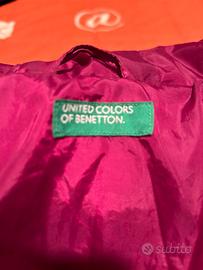 @
UNITED COLORS
OF BENETTON.
subito